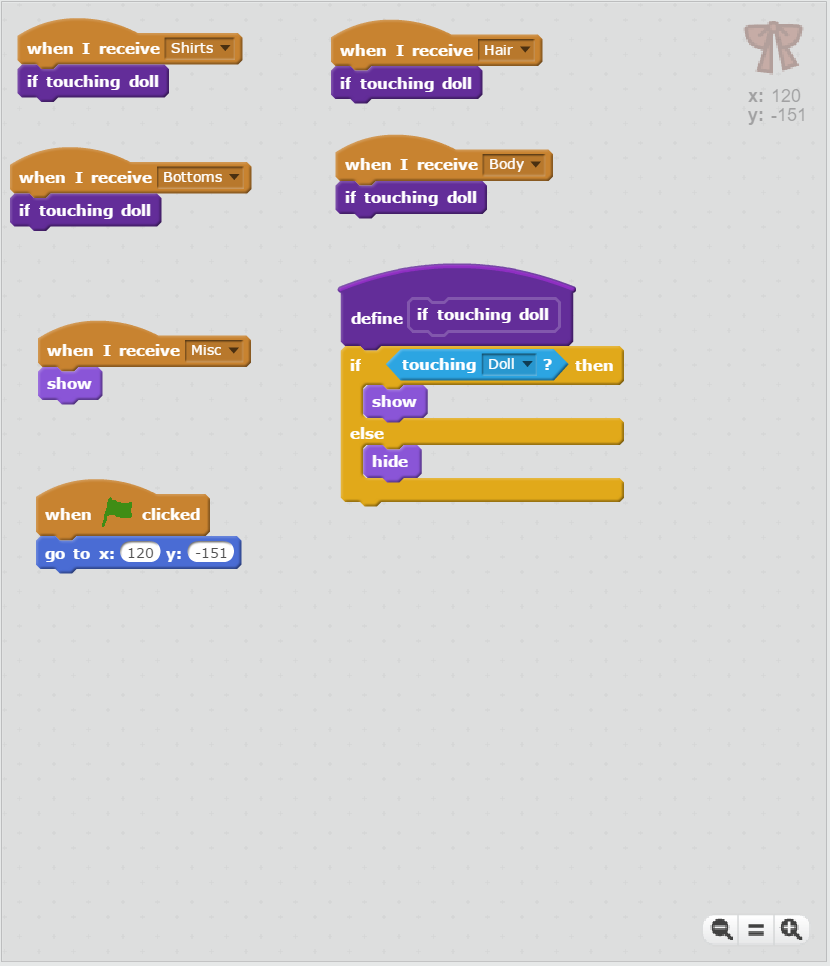 when I receive Shirts
if touching doll
when I receive Hair
if touching doll
x: 120
y: -151
when I receive Bottoms
if touching doll
when I receive Body
if touching doll
define if touching doll
if touching Doll ? then
show
else
hide
when I receive Misc
show
when clicked
go to x: 120 y: -151